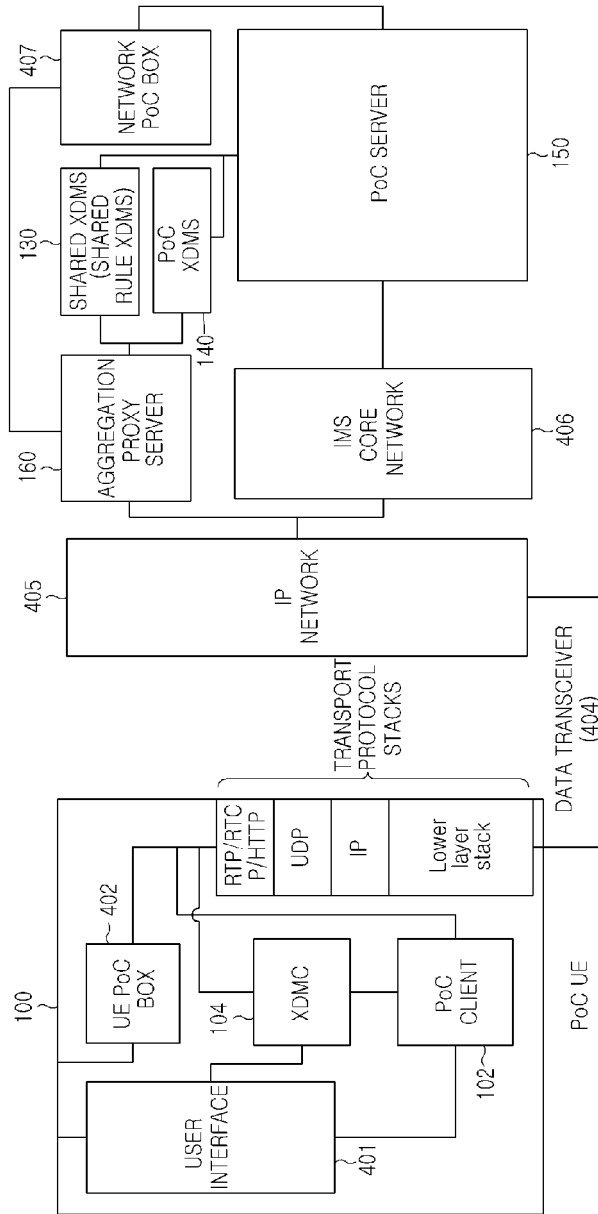 100
402
UE PoC
BOX
USER
INTERFACE
401
104
XDMC
PoC
CLIENT
102
RTP/RTC
P/HTTP
UDP
IP
Lower
layer
stack
PoC UE
TRANSPORT
PROTOCOL
STACKS
DATA TRANSCEIVER
(404)
405
IP
NETWORK
160
AGGREGATION
PROXY
SERVER
IMS
CORE
NETWORK
406
130
SHARED XDMS
(SHARED
RULE XDMS)
PoC
XDMS
140
407
NETWORK
PoC BOX
PoC SERVER
150